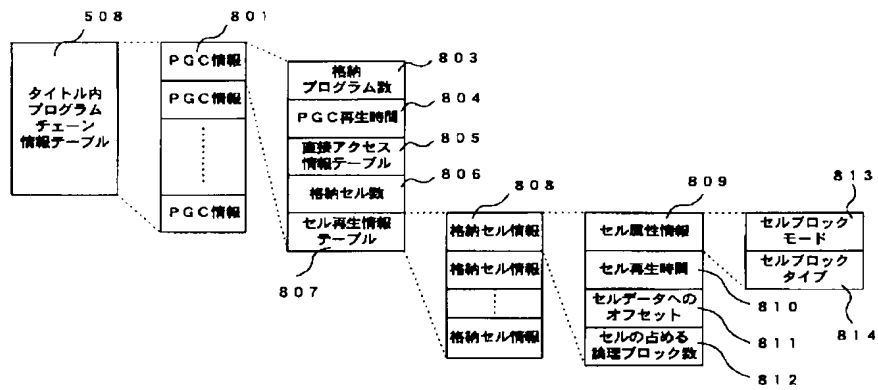 508
タイトル内
プログラム
チェーン
情報テーブル
801
PGC情報
PGC情報
PGC情報
803
格納
プログラム数
804
PGC再生時間
805
直接アクセス
情報テーブル
806
格納セル数
セル再生情報
テーブル
807
808
格納セル情報
格納セル情報
格納セル情報
809
セル属性情報
セル再生時間
810
セルデータへの
オフセット
811
セルの占める
論理ブロック数
812
813
セルブロック
モード
セルブロック
タイプ
814